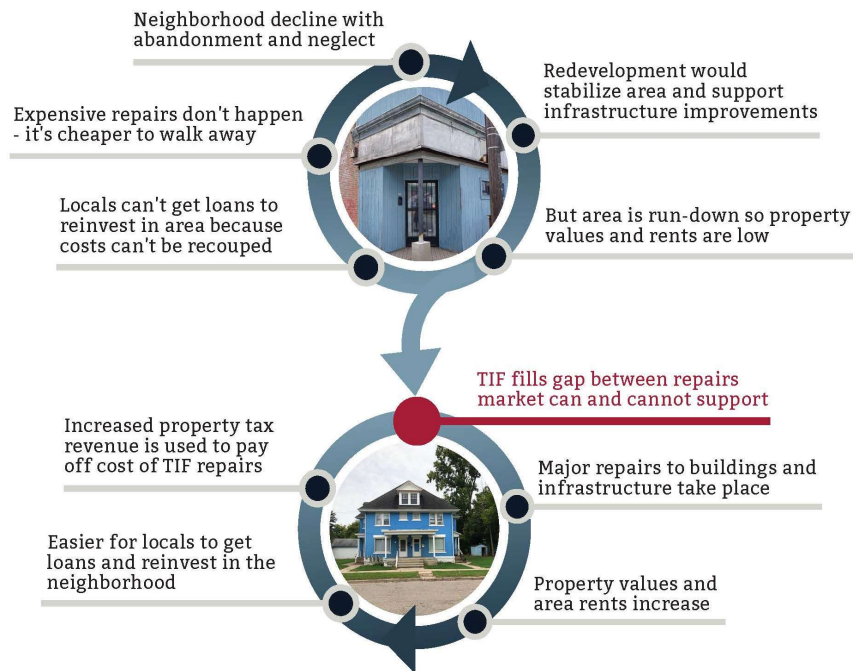 Neighborhood decline with
abandonment and neglect
Redevelopment would
stabilize area and support
infrastructure improvements
Expensive repairs don't happen
- it's cheaper to walk away
Locals can't get loans to
reinvest in area because
costs can't be recouped
But area is run-down so property
values and rents are low
TIF fills gap between repairs
market can and cannot support
Increased property tax
revenue is used to pay
off cost of TIF repairs
Major repairs to buildings and
infrastructure take place
Easier for locals to get
loans and reinvest in the
neighborhood
Property values and
area rents increase